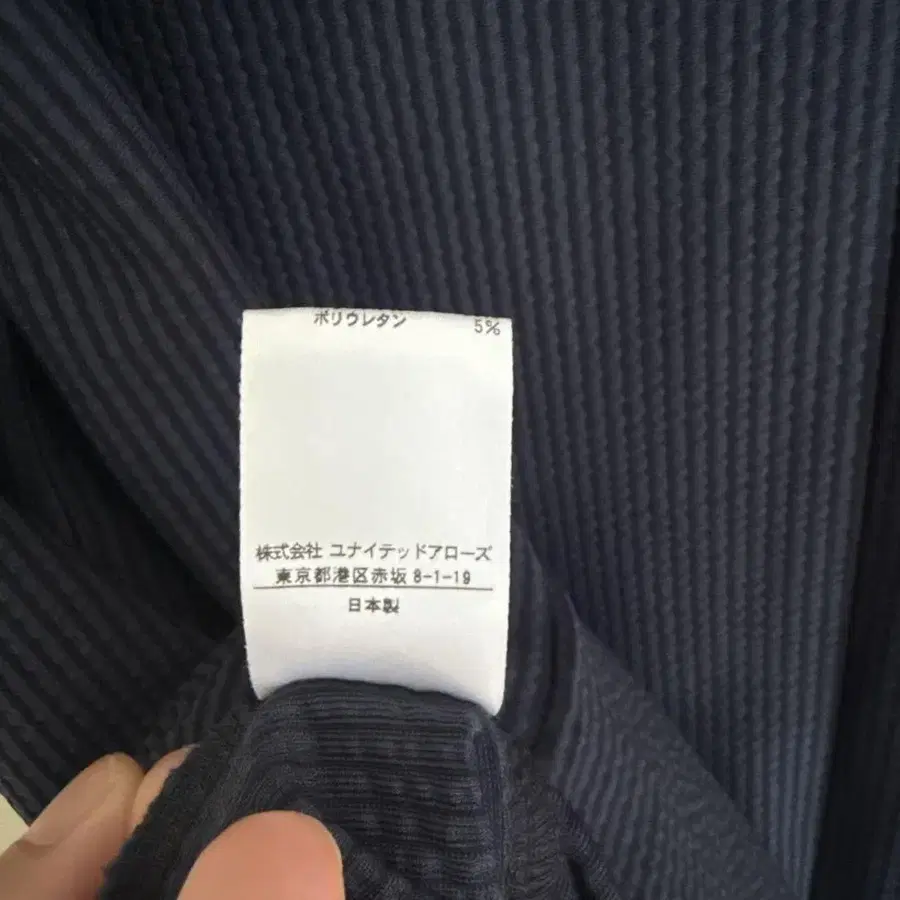 ポリウレタン 5%
株式会社 ユナイテッドアローズ
東京都港区赤坂 8-1-19
日本製